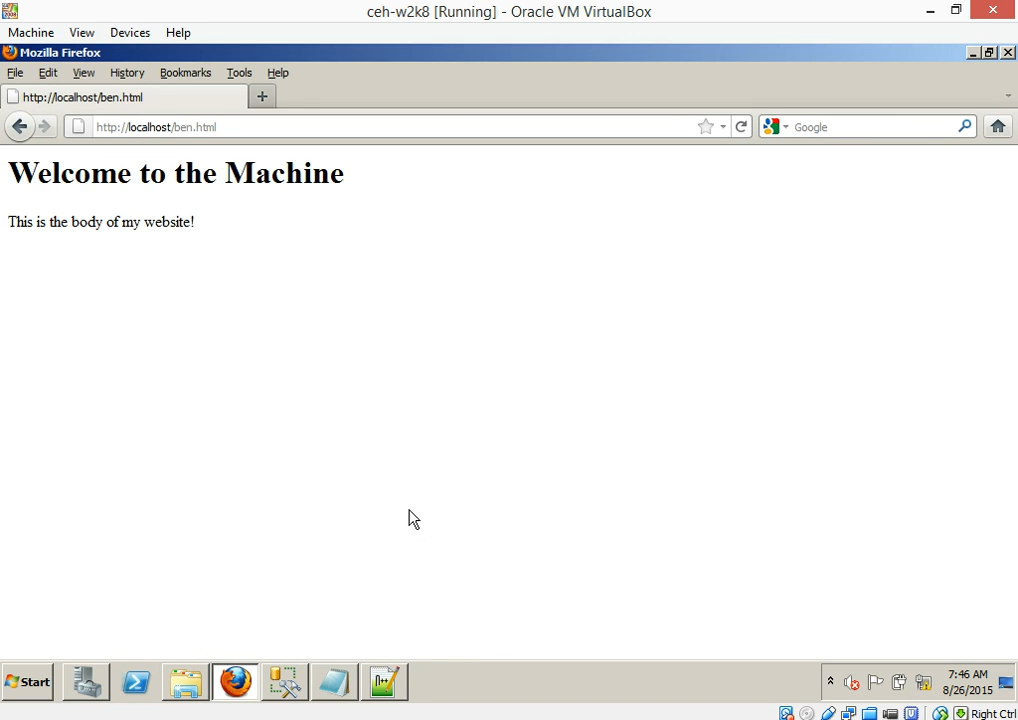 ceh-w2k8 [Running] - Oracle VM VirtualBox
Machine View Devices Help
Mozilla Firefox
File Edit View History Bookmarks Tools Help
http://localhost/ben.html
http://localhost/ben.html Google
Welcome to the Machine
This is the body of my website!
Start
7:46 AM
8/26/2015
Right Ctrl